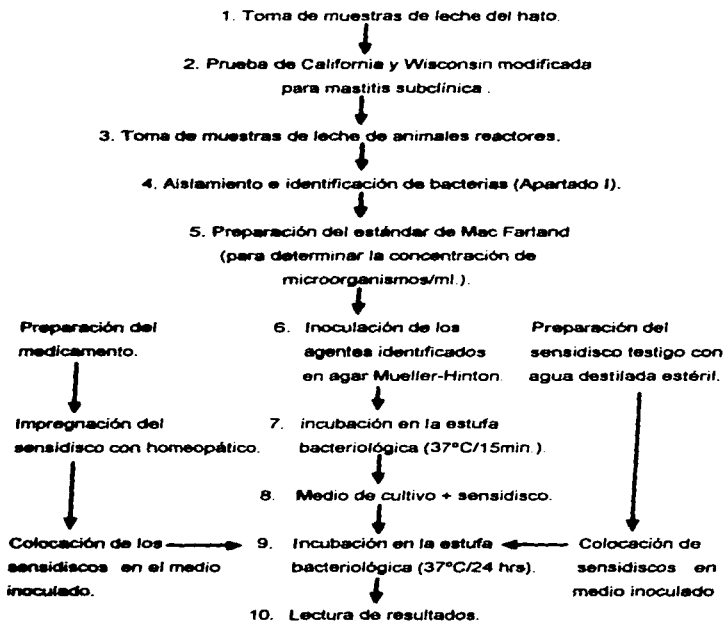 1. Toma de muestras de leche del hato.
2. Prueba de California y Wisconsin modificada
para mastitis subclínica.
3. Toma de muestras de leche de animales reactores.
4. Aislamiento e identificación de bacterias (Apartado I).
5. Preparación del estándar de Mac Farland
(para determinar la concentración de
microorganismos/ml.).
Preparación del
medicamento.
6. Inoculación de los
agentes identificados
en agar Mueller-Hinton.
Preparación del
sensidisco testigo con
agua destilada estéril.
Impregnación del
sensidisco con homeopático.
7. incubación en la estufa
bacteriológica (37°C/15min.).
8. Medio de cultivo + sensidisco.
Colocación de los
sensidiscos en el medio
inoculado.
9. Incubación en la estufa
bacteriológica (37°C/24 hrs).
Colocación de
sensidiscos en
medio inoculado
10. Lectura de resultados.